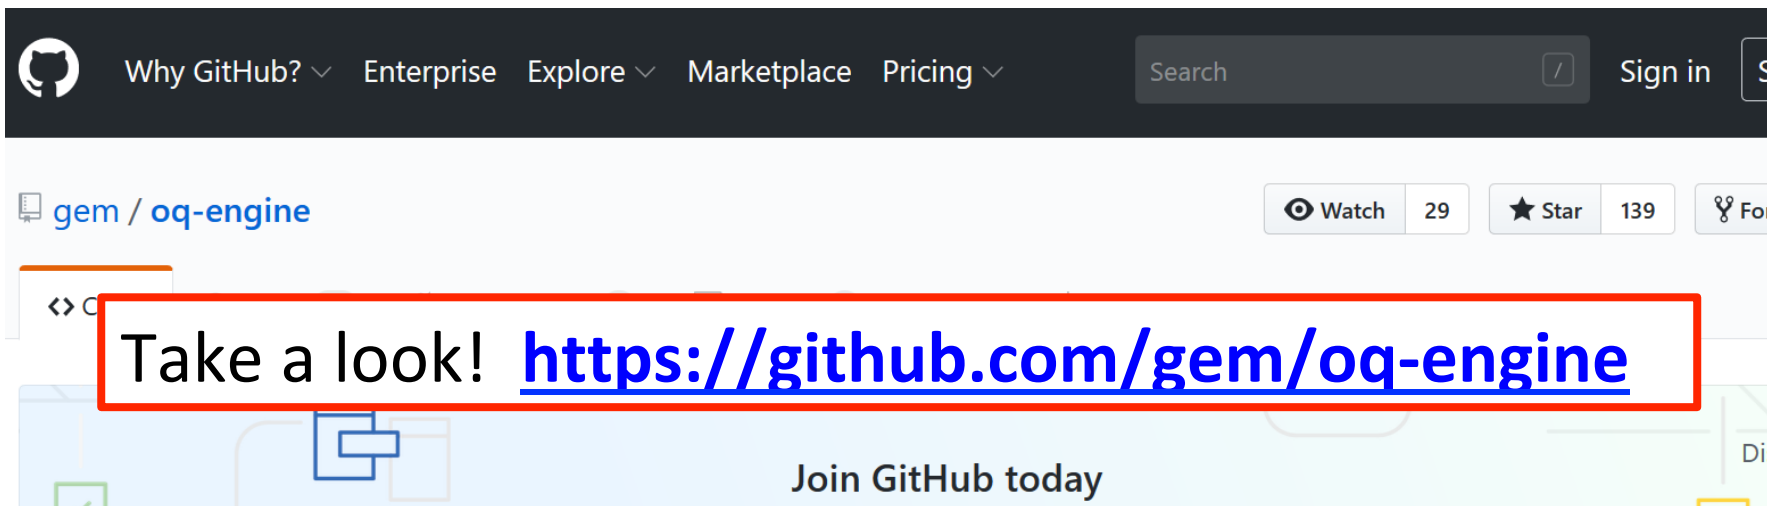 Why GitHub? Enterprise Explore Marketplace Pricing Search / Sign in
gem / oq-engine Watch 29 Star 139
Take a look! https://github.com/gem/oq-engine
Join GitHub today